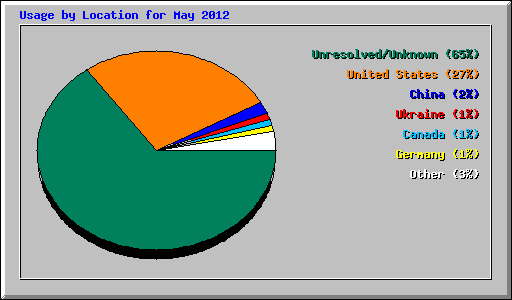 Usage by Location for May 2012
Unresolved/Unknown (65%)
United States (27%)
China (2%)
Ukraine (1%)
Canada (1%)
Germany (1%)
Other (3%)